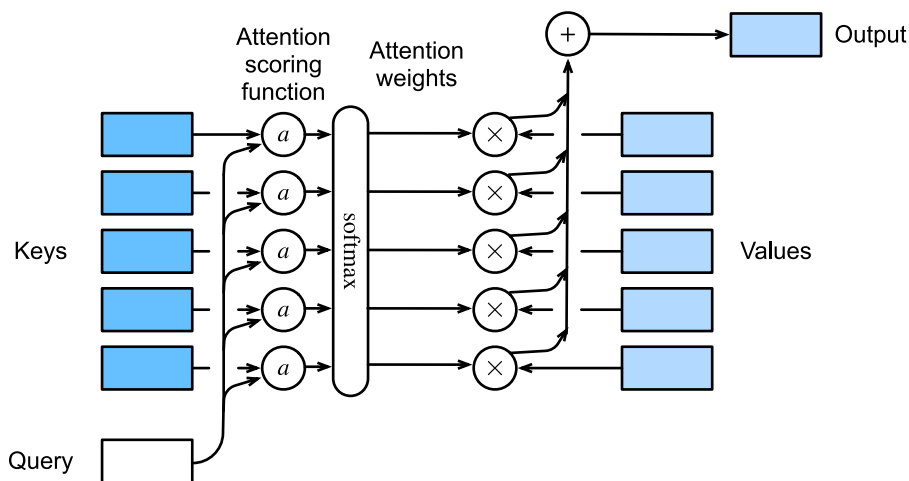 Attention
scoring
function
Attention
weights
+
Output
a
×
a
×
Keys
a
softmax
×
Values
a
×
a
×
Query